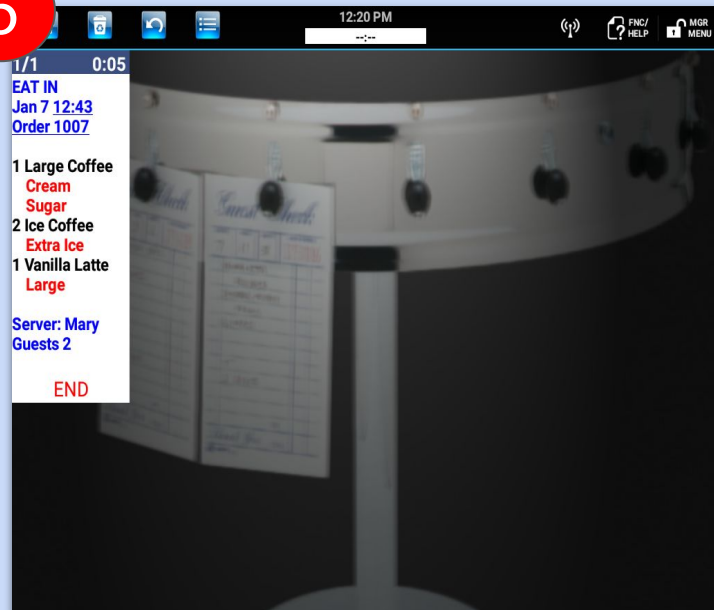 12:20 PM
--:--
FNC/
HELP
MGR
MENU
1/1 0:05
EAT IN
Jan 7 12:43
Order 1007
1 Large Coffee
Cream
Sugar
2 Ice Coffee
Extra Ice
1 Vanilla Latte
Large
Server: Mary
Guests 2
END
Guest Check